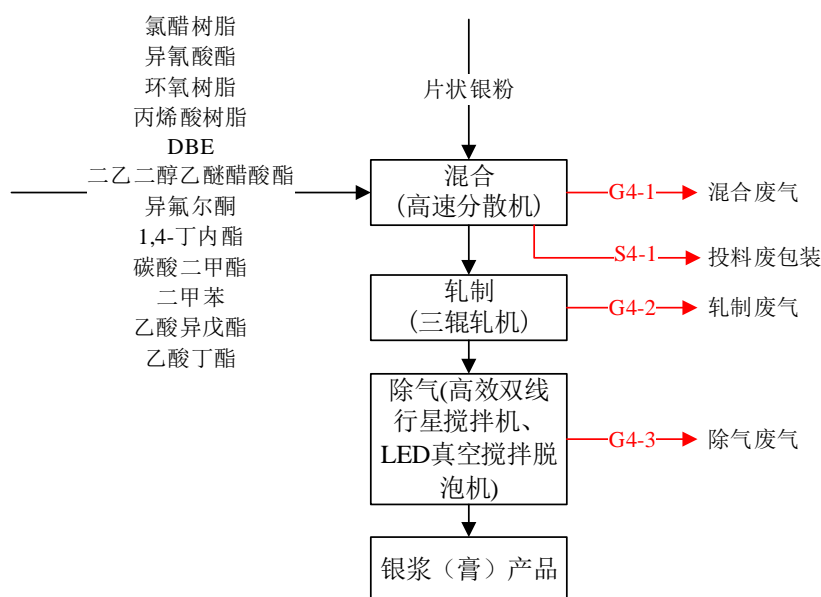 氯醋树脂
异氰酸酯
环氧树脂
丙烯酸树脂
DBE
二乙二醇乙醚醋酸酯
异氟尔酮
1,4-丁内酯
碳酸二甲酯
二甲苯
乙酸异戊酯
乙酸丁酯
片状银粉
混合
(高速分散机)
G4-1
混合废气
S4-1
投料废包装
轧制
(三辊轧机)
G4-2
轧制废气
除气(高效双线
行星搅拌机、
LED真空搅拌脱
泡机)
G4-3
除气废气
银浆（膏）产品